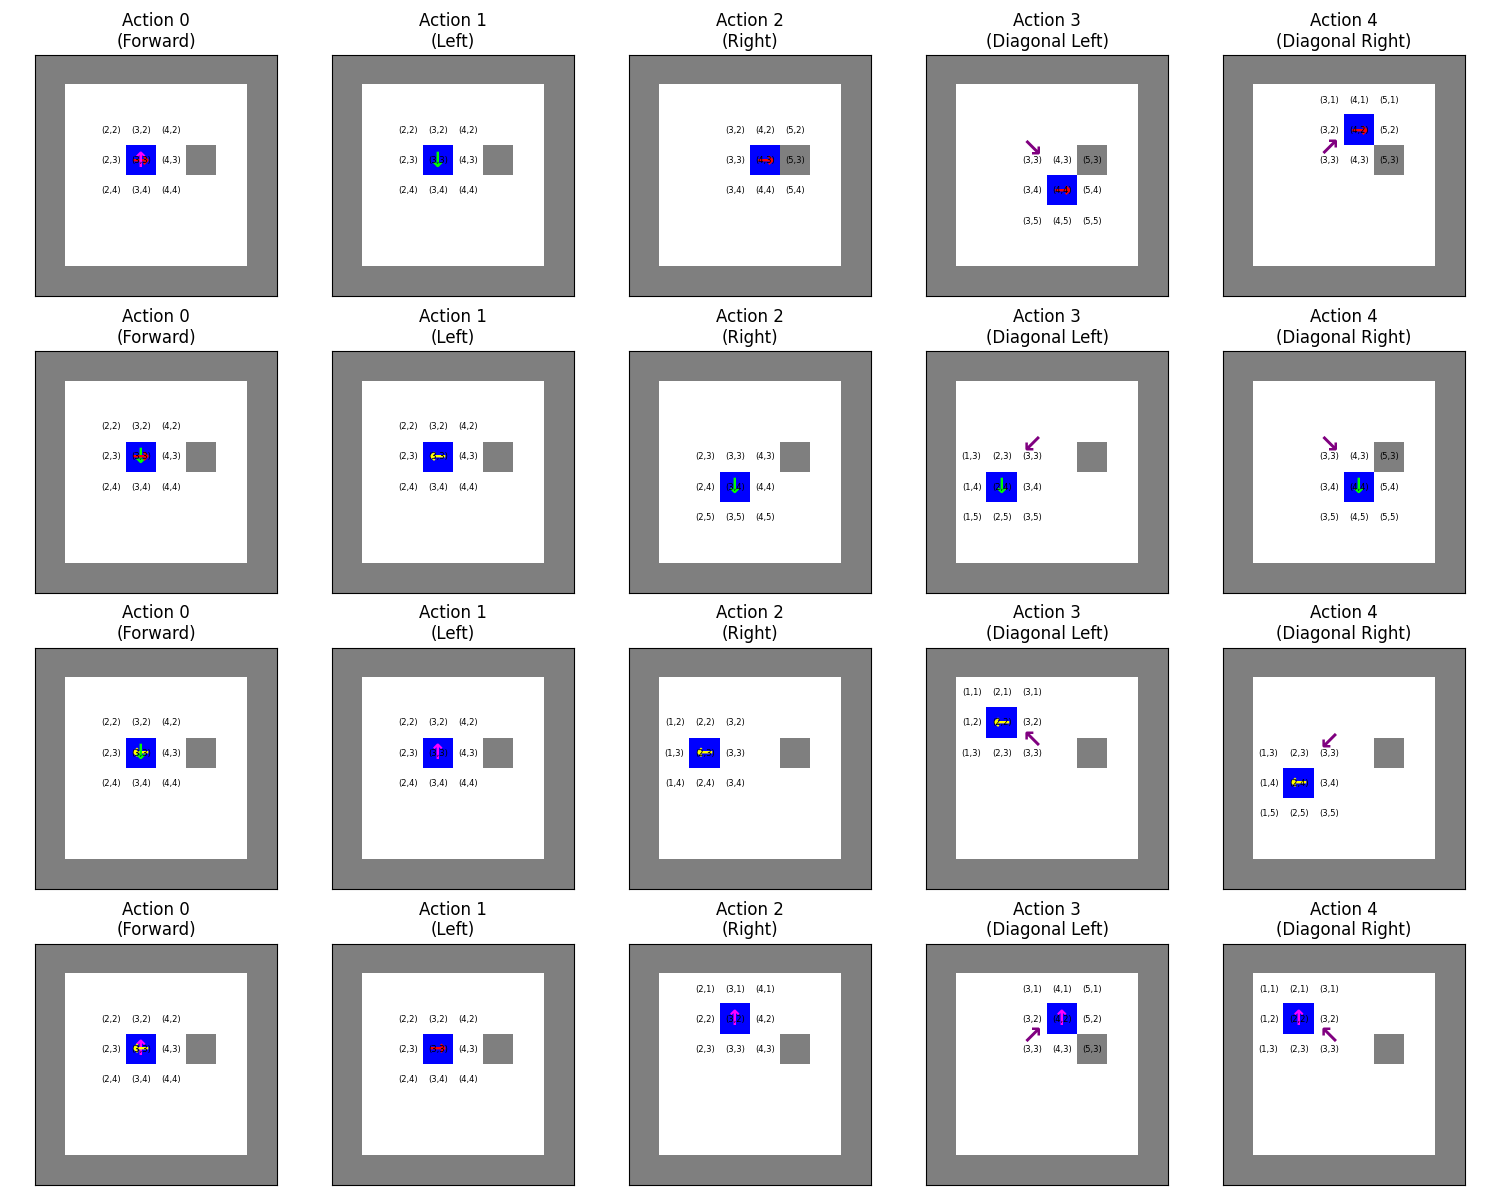 Action 0
(Forward)
Action 1
(Left)
Action 2
(Right)
Action 3
(Diagonal Left)
Action 4
(Diagonal Right)
(2,2) (3,2) (4,2)
(2,3) (4,3)
(2,4) (3,4) (4,4)
(2,2) (3,2) (4,2)
(2,3) (4,3)
(2,4) (3,4) (4,4)
(3,2) (4,2) (5,2)
(3,3) (5,3)
(3,4) (4,4) (5,4)
(3,3) (4,3) (5,3)
(3,4) (5,4)
(3,5) (4,5) (5,5)
(3,1) (4,1) (5,1)
(3,2) (5,2)
(3,3) (4,3) (5,3)
Action 0
(Forward)
Action 1
(Left)
Action 2
(Right)
Action 3
(Diagonal Left)
Action 4
(Diagonal Right)
(2,2) (3,2) (4,2)
(2,3) (4,3)
(2,4) (3,4) (4,4)
(2,2) (3,2) (4,2)
(2,3) (4,3)
(2,4) (3,4) (4,4)
(2,3) (3,3) (4,3)
(2,4) (4,4)
(2,5) (3,5) (4,5)
(1,3) (2,3) (3,3)
(1,4) (3,4)
(1,5) (2,5) (3,5)
(3,3) (4,3) (5,3)
(3,4) (5,4)
(3,5) (4,5) (5,5)
Action 0
(Forward)
Action 1
(Left)
Action 2
(Right)
Action 3
(Diagonal Left)
Action 4
(Diagonal Right)
(2,2) (3,2) (4,2)
(2,3) (4,3)
(2,4) (3,4) (4,4)
(2,2) (3,2) (4,2)
(2,3) (4,3)
(2,4) (3,4) (4,4)
(1,2) (2,2) (3,2)
(1,3) (3,3)
(1,4) (2,4) (3,4)
(1,1) (2,1) (3,1)
(1,2) (3,2)
(1,3) (2,3) (3,3)
(1,3) (2,3) (3,3)
(1,4) (3,4)
(1,5) (2,5) (3,5)
Action 0
(Forward)
Action 1
(Left)
Action 2
(Right)
Action 3
(Diagonal Left)
Action 4
(Diagonal Right)
(2,2) (3,2) (4,2)
(2,3) (4,3)
(2,4) (3,4) (4,4)
(2,2) (3,2) (4,2)
(2,3) (4,3)
(2,4) (3,4) (4,4)
(2,1) (3,1) (4,1)
(2,2) (4,2)
(2,3) (3,3) (4,3)
(3,1) (4,1) (5,1)
(3,2) (5,2)
(3,3) (4,3) (5,3)
(1,1) (2,1) (3,1)
(1,2) (3,2)
(1,3) (2,3) (3,3)